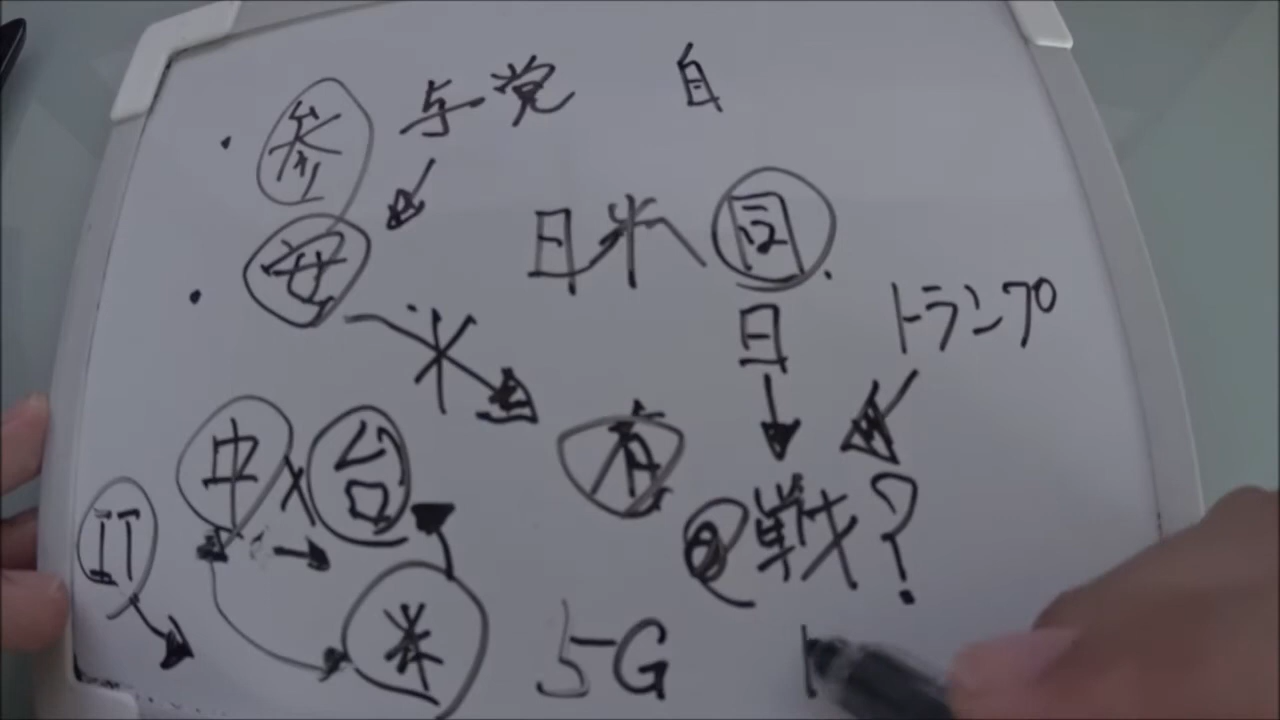 ・参 与党 自
・安 日米 同
日 トランプ
米 有
中×台
戦?
IT
米 5G